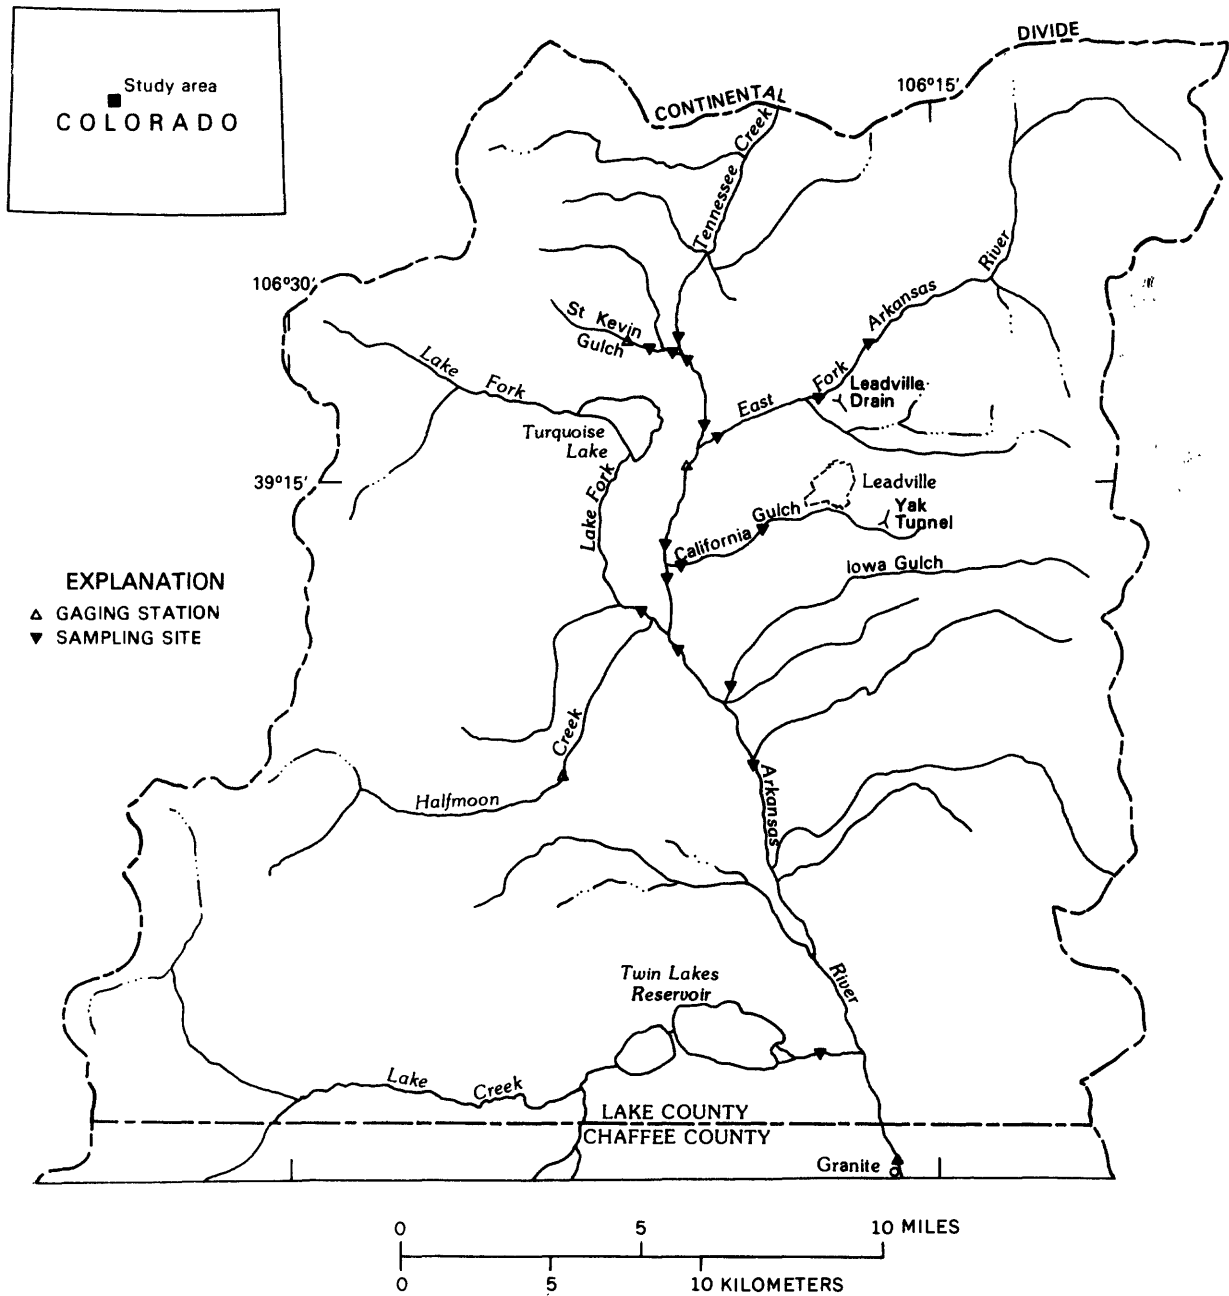 DIVIDE
Study area
COLORADO
CONTINENTAL
106°15'
Tennessee Creek
106°30'
St Kevin
Gulch
Lake Fork
East Fork Arkansas River
Leadville
Drain
Turquoise
Lake
Lake Fork
39°15'
Leadville
Yak
Tunnel
California Gulch
Iowa Gulch
EXPLANATION
GAGING STATION
SAMPLING SITE
Halfmoon Creek
Arkansas River
Twin Lakes
Reservoir
Lake Creek
LAKE COUNTY
CHAFFEE COUNTY
Granite
0 5 10 MILES
0 5 10 KILOMETERS